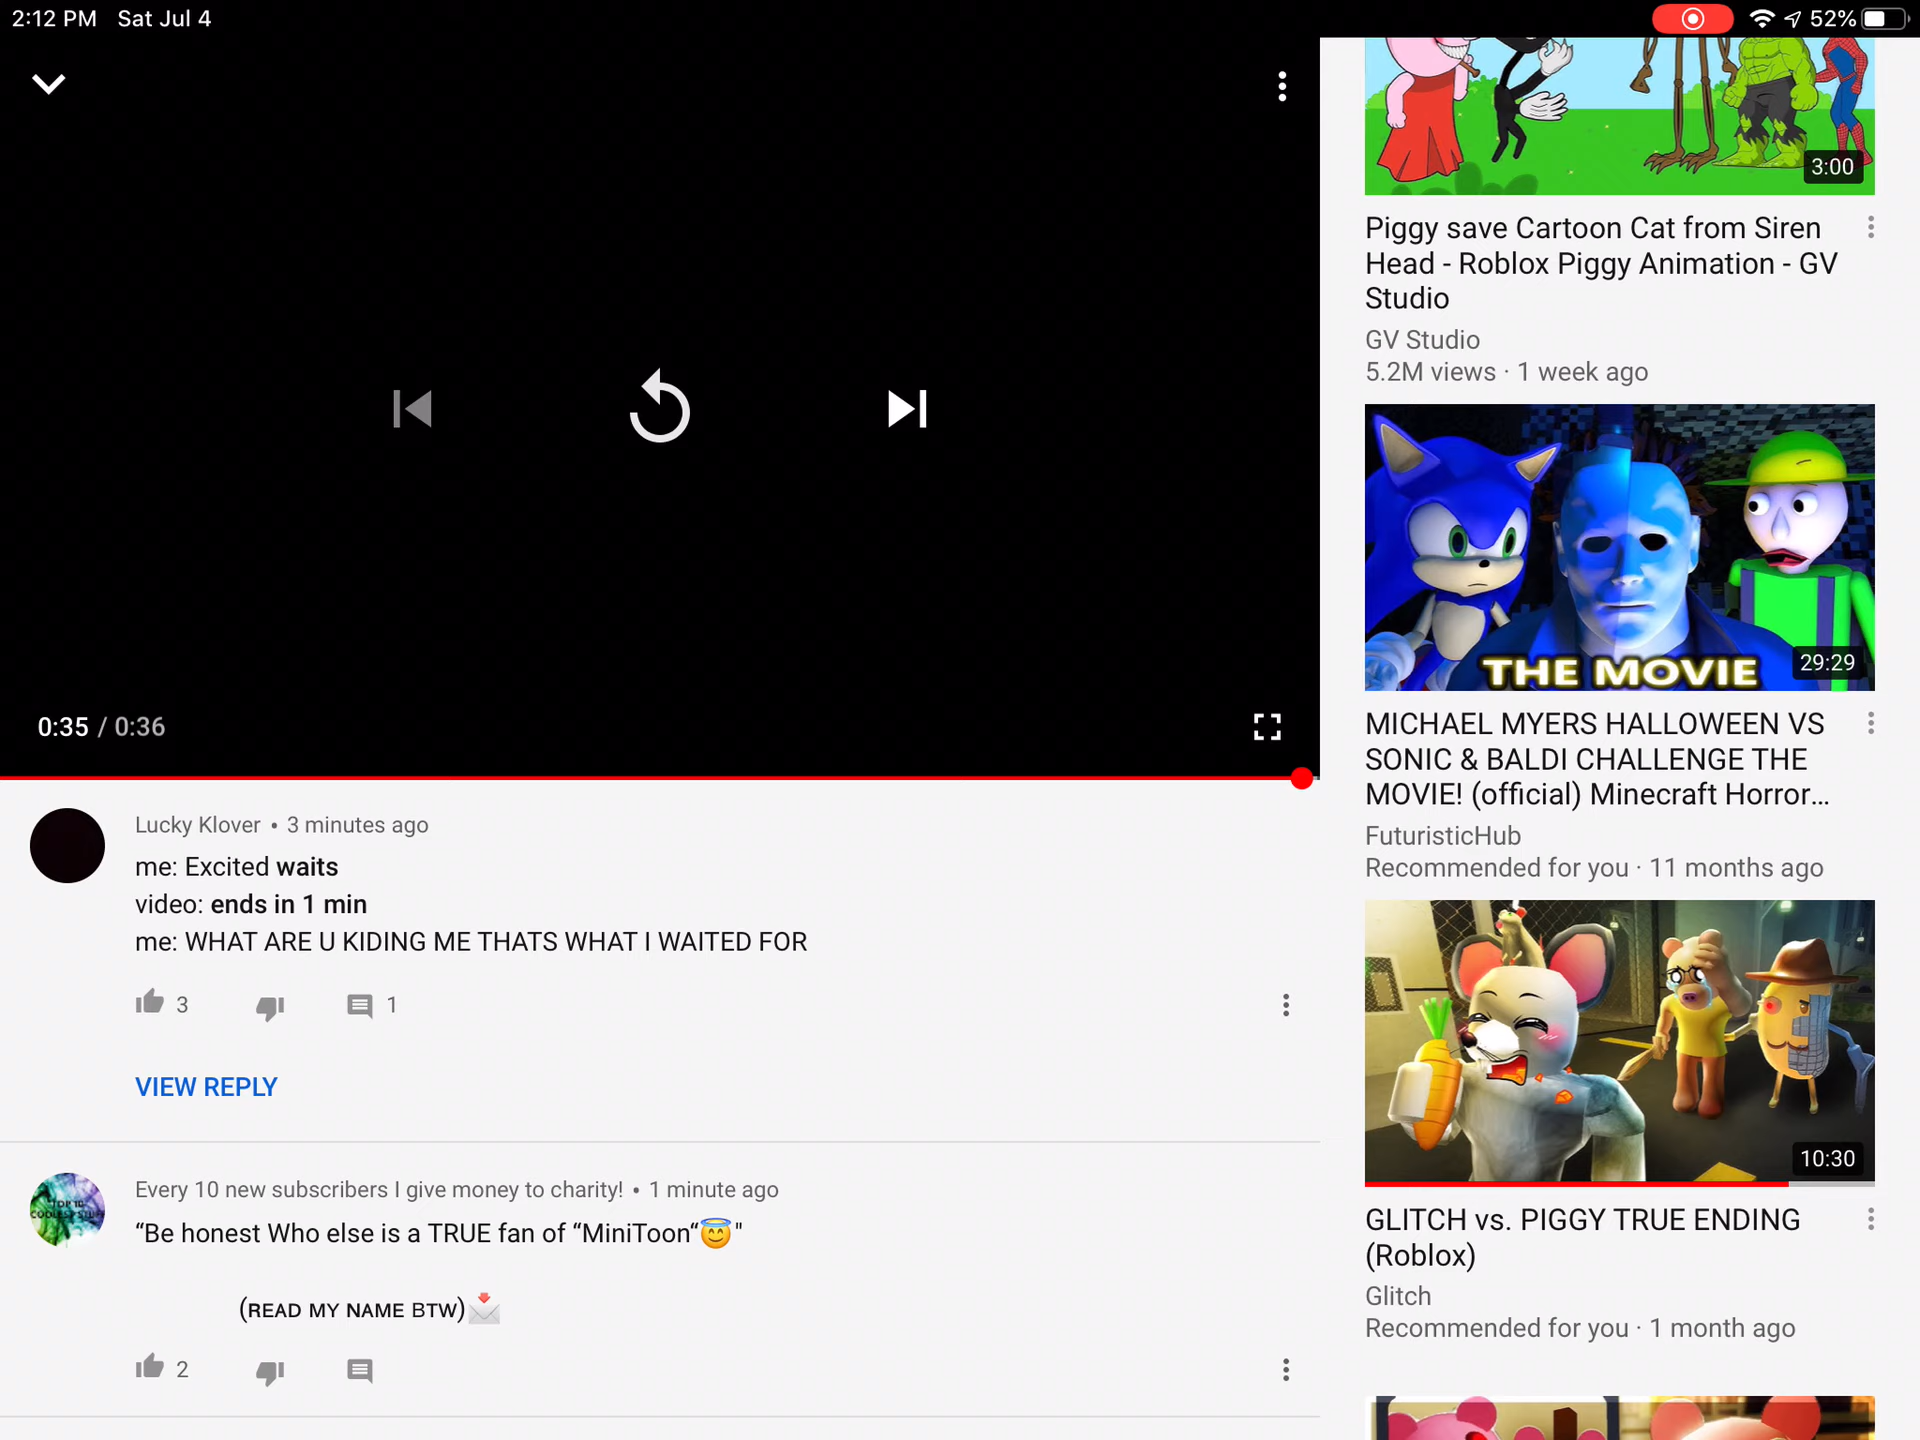 2:12 PM Sat Jul 4
52%
0:35 / 0:36
Lucky Klover • 3 minutes ago
me: Excited waits
video: ends in 1 min
me: WHAT ARE U KIDING ME THATS WHAT I WAITED FOR
3
1
VIEW REPLY
Every 10 new subscribers I give money to charity! • 1 minute ago
“Be honest Who else is a TRUE fan of “MiniToon“😇"
(ʀᴇᴀᴅ ᴍʏ ɴᴀᴍᴇ ʙᴛᴡ)📩
2
3:00
Piggy save Cartoon Cat from Siren
Head - Roblox Piggy Animation - GV
Studio
GV Studio
5.2M views · 1 week ago
THE MOVIE
29:29
MICHAEL MYERS HALLOWEEN VS
SONIC & BALDI CHALLENGE THE
MOVIE! (official) Minecraft Horror...
FuturisticHub
Recommended for you · 11 months ago
10:30
GLITCH vs. PIGGY TRUE ENDING
(Roblox)
Glitch
Recommended for you · 1 month ago